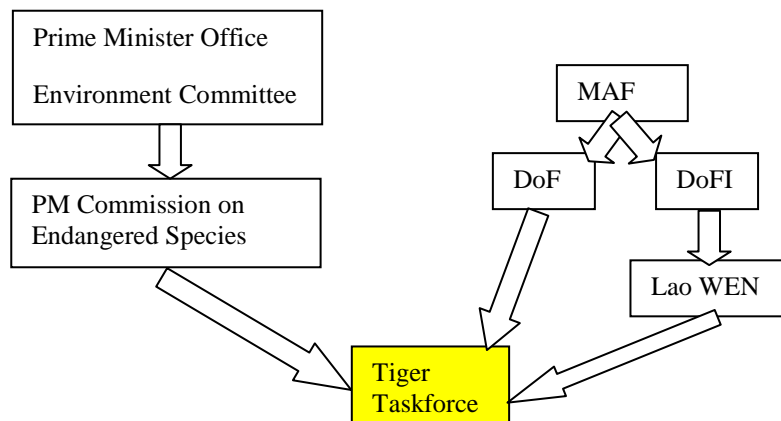 Prime Minister Office
Environment Committee
MAF
DoF
DoFI
PM Commission on
Endangered Species
Lao WEN
Tiger
Taskforce